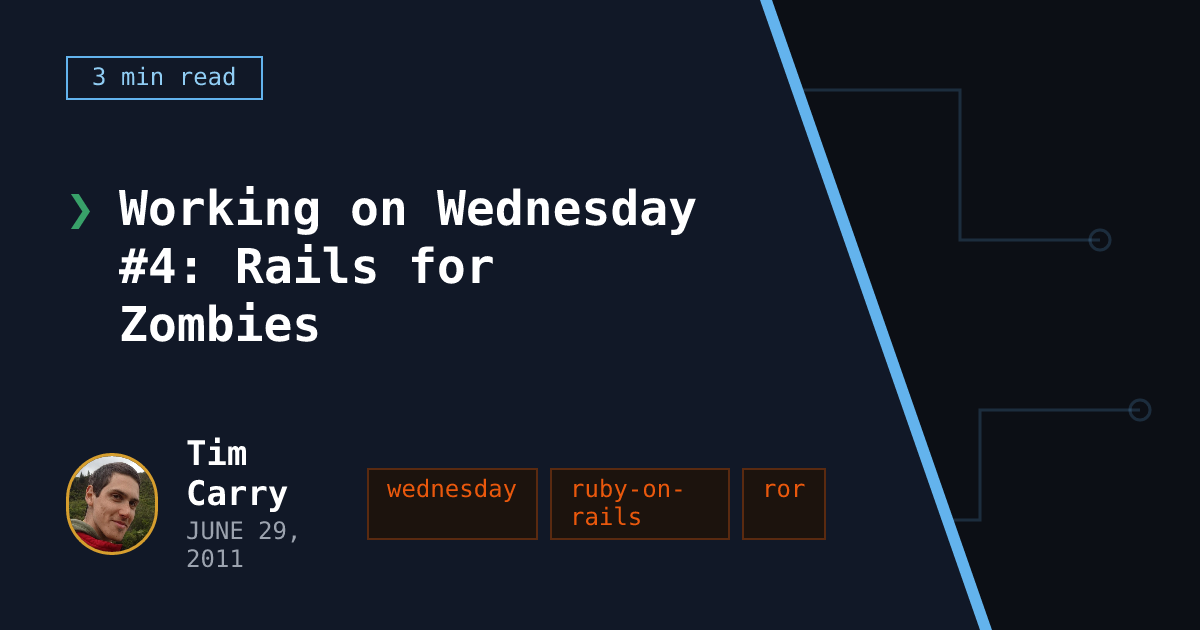 3 min read
❯ Working on Wednesday
#4: Rails for
Zombies
Tim
Carry
JUNE 29,
2011
wednesday
ruby-on-
rails
ror